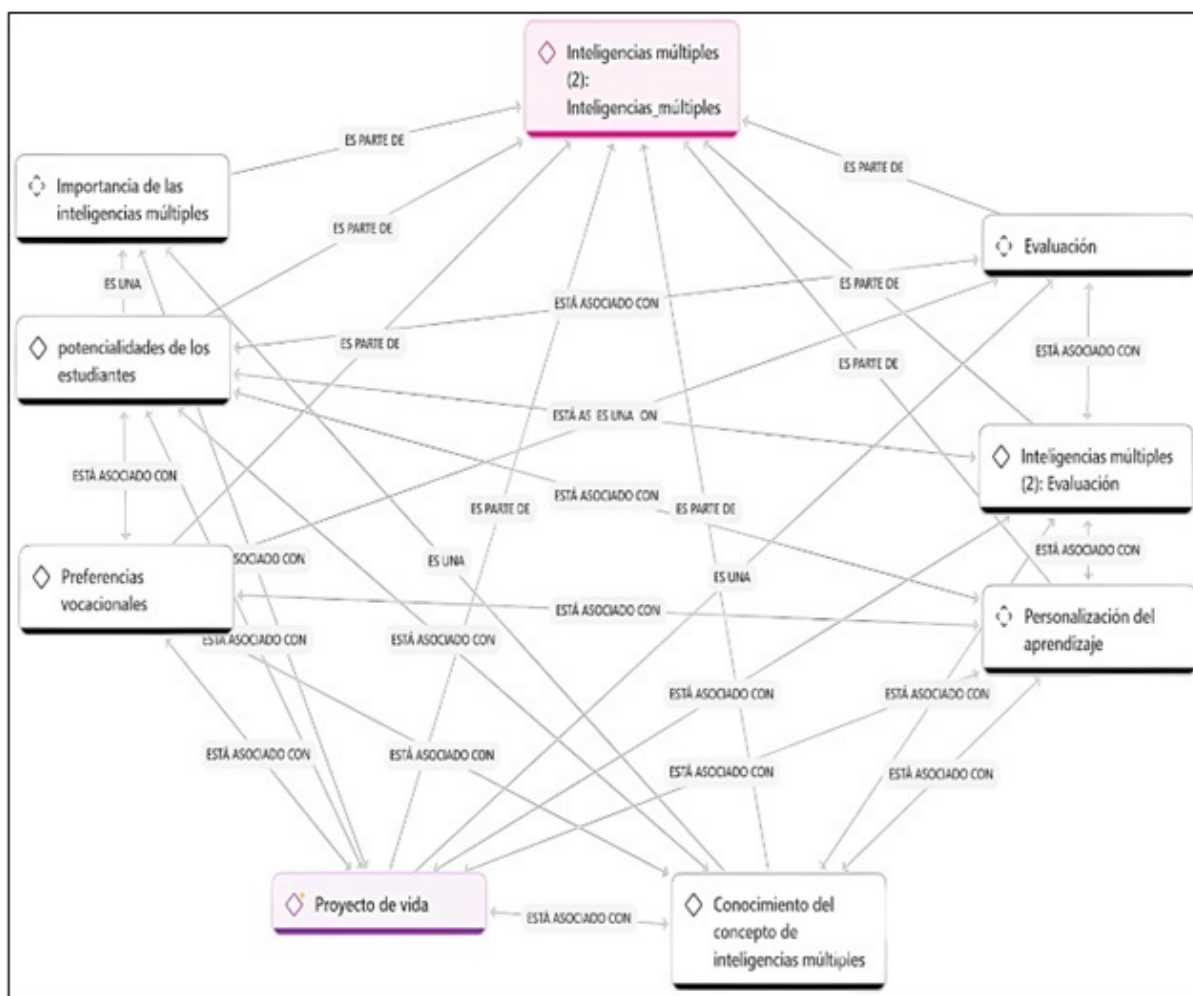 Inteligencias múltiples
(2):
Inteligencias_múltiples
ES PARTE DE
ES PARTE DE
Importancia de las
inteligencias múltiples
ES PARTE DE
Evaluación
ES UNA
ES PARTE DE
ESTÁ ASOCIADO CON
potencialidades de los
estudiantes
ES PARTE DE
ESTÁ ASOCIADO CON
ES PARTE DE
ESTÁ AS ES UNA ON
Inteligencias múltiples
(2): Evaluación
ESTÁ ASOCIADO CON
ESTÁ ASOCIADO CON
ES PARTE DE
ES PARTE DE
ESTÁ ASOCIADO CON
SOCIADO CON
ES UNA
ES UNA
Preferencias
vocacionales
ESTÁ ASOCIADO CON
Personalización del
aprendizaje
ESTÁ ASOCIADO CON
ESTÁ ASOCIADO CON
ESTÁ ASOCIADO CON
ESTÁ ASOCIADO CON
ESTÁ ASOCIADO CON
ESTÁ ASOCIADO CON
ESTÁ ASOCIADO CON
ESTÁ ASOCIADO CON
Proyecto de vida
ESTÁ ASOCIADO CON
Conocimiento del
concepto de
inteligencias múltiples